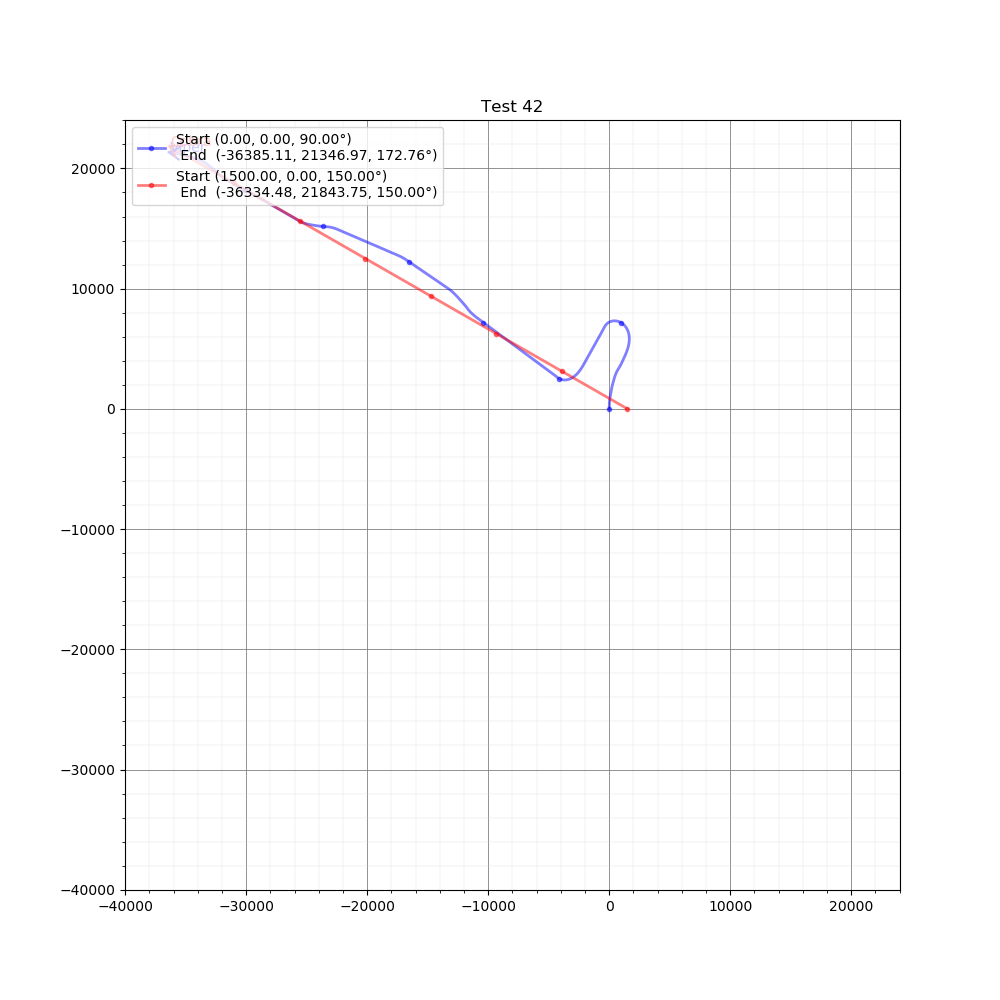 Test 42
Start (0.00, 0.00, 90.00°)
End (-36385.11, 21346.97, 172.76°)
Start (1500.00, 0.00, 150.00°)
End (-36334.48, 21843.75, 150.00°)
20000
10000
0
−10000
−20000
−30000
−40000
−40000 −30000 −20000 −10000 0 10000 20000